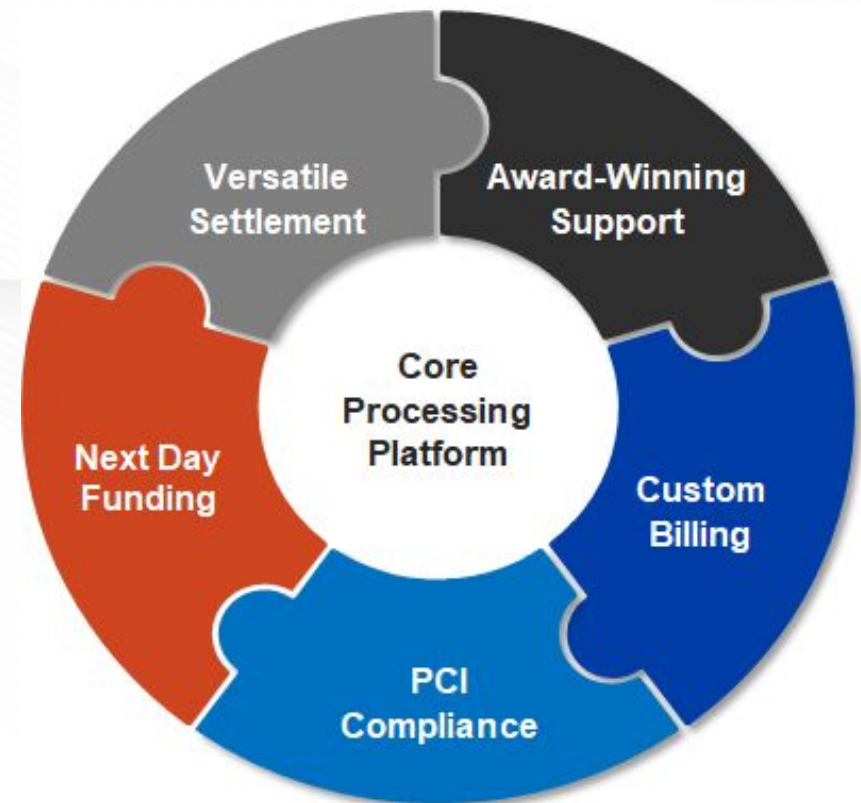 Versatile
Settlement
Award-Winning
Support
Core
Processing
Platform
Next Day
Funding
Custom
Billing
PCI
Compliance